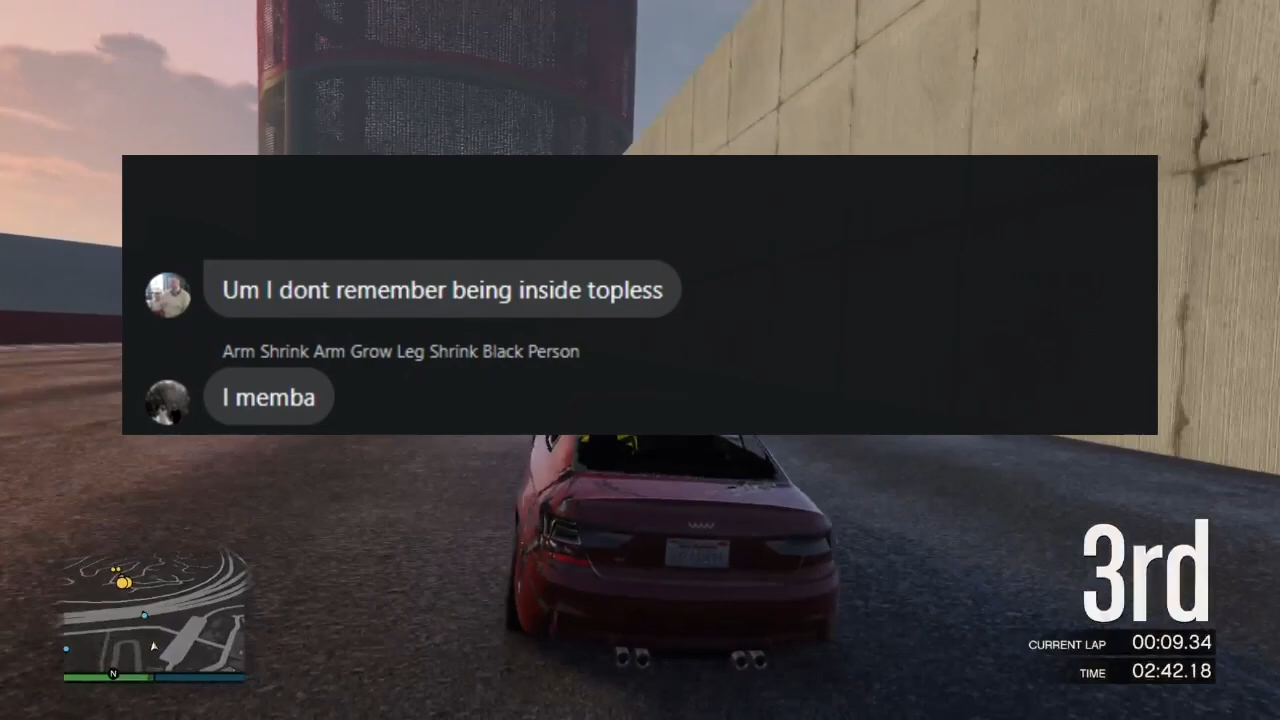 Um I dont remember being inside topless
Arm Shrink Arm Grow Leg Shrink Black Person
I memba
3rd
CURRENT LAP 00:09.34
TIME 02:42.18
N